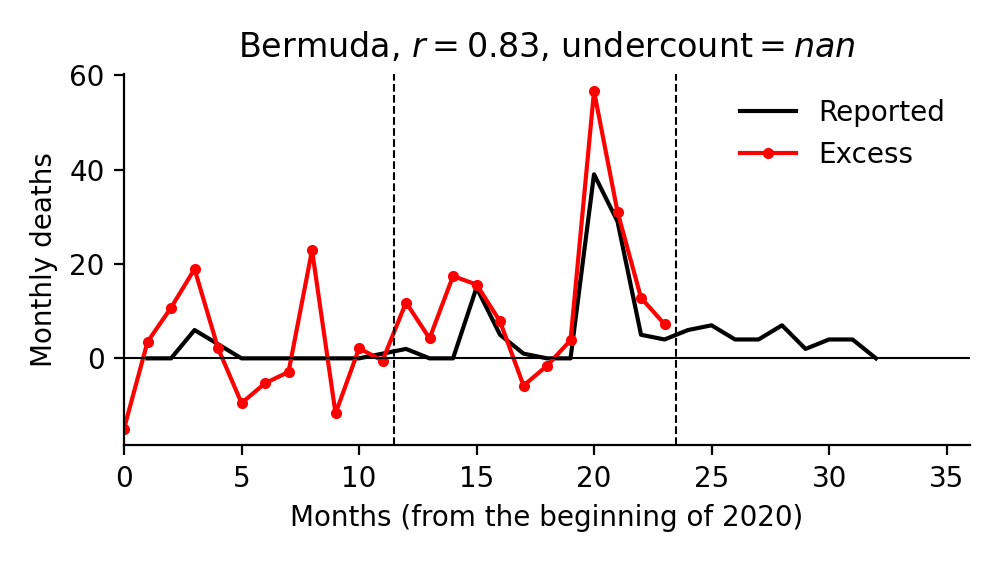 Bermuda, r = 0.83, undercount = nan
60
40
20
0
Monthly deaths
Reported
Excess
0 5 10 15 20 25 30 35
Months (from the beginning of 2020)